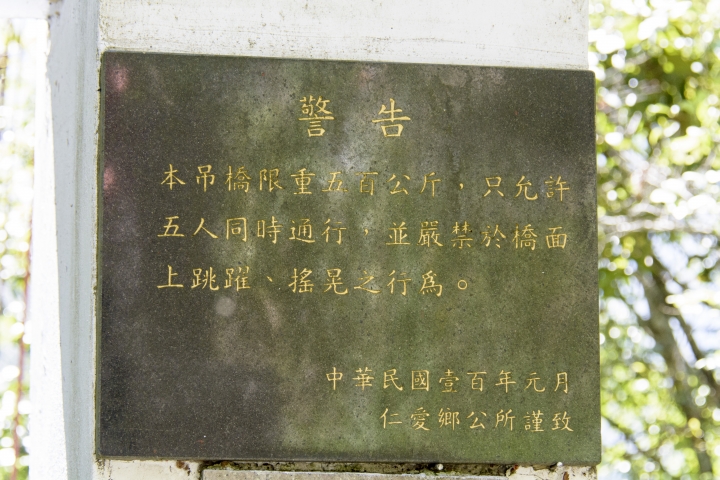 警告
本吊橋限重五百公斤，只允許
五人同時通行，並嚴禁於橋面
上跳躍、搖晃之行為。
中華民國壹百年元月
仁愛鄉公所謹致